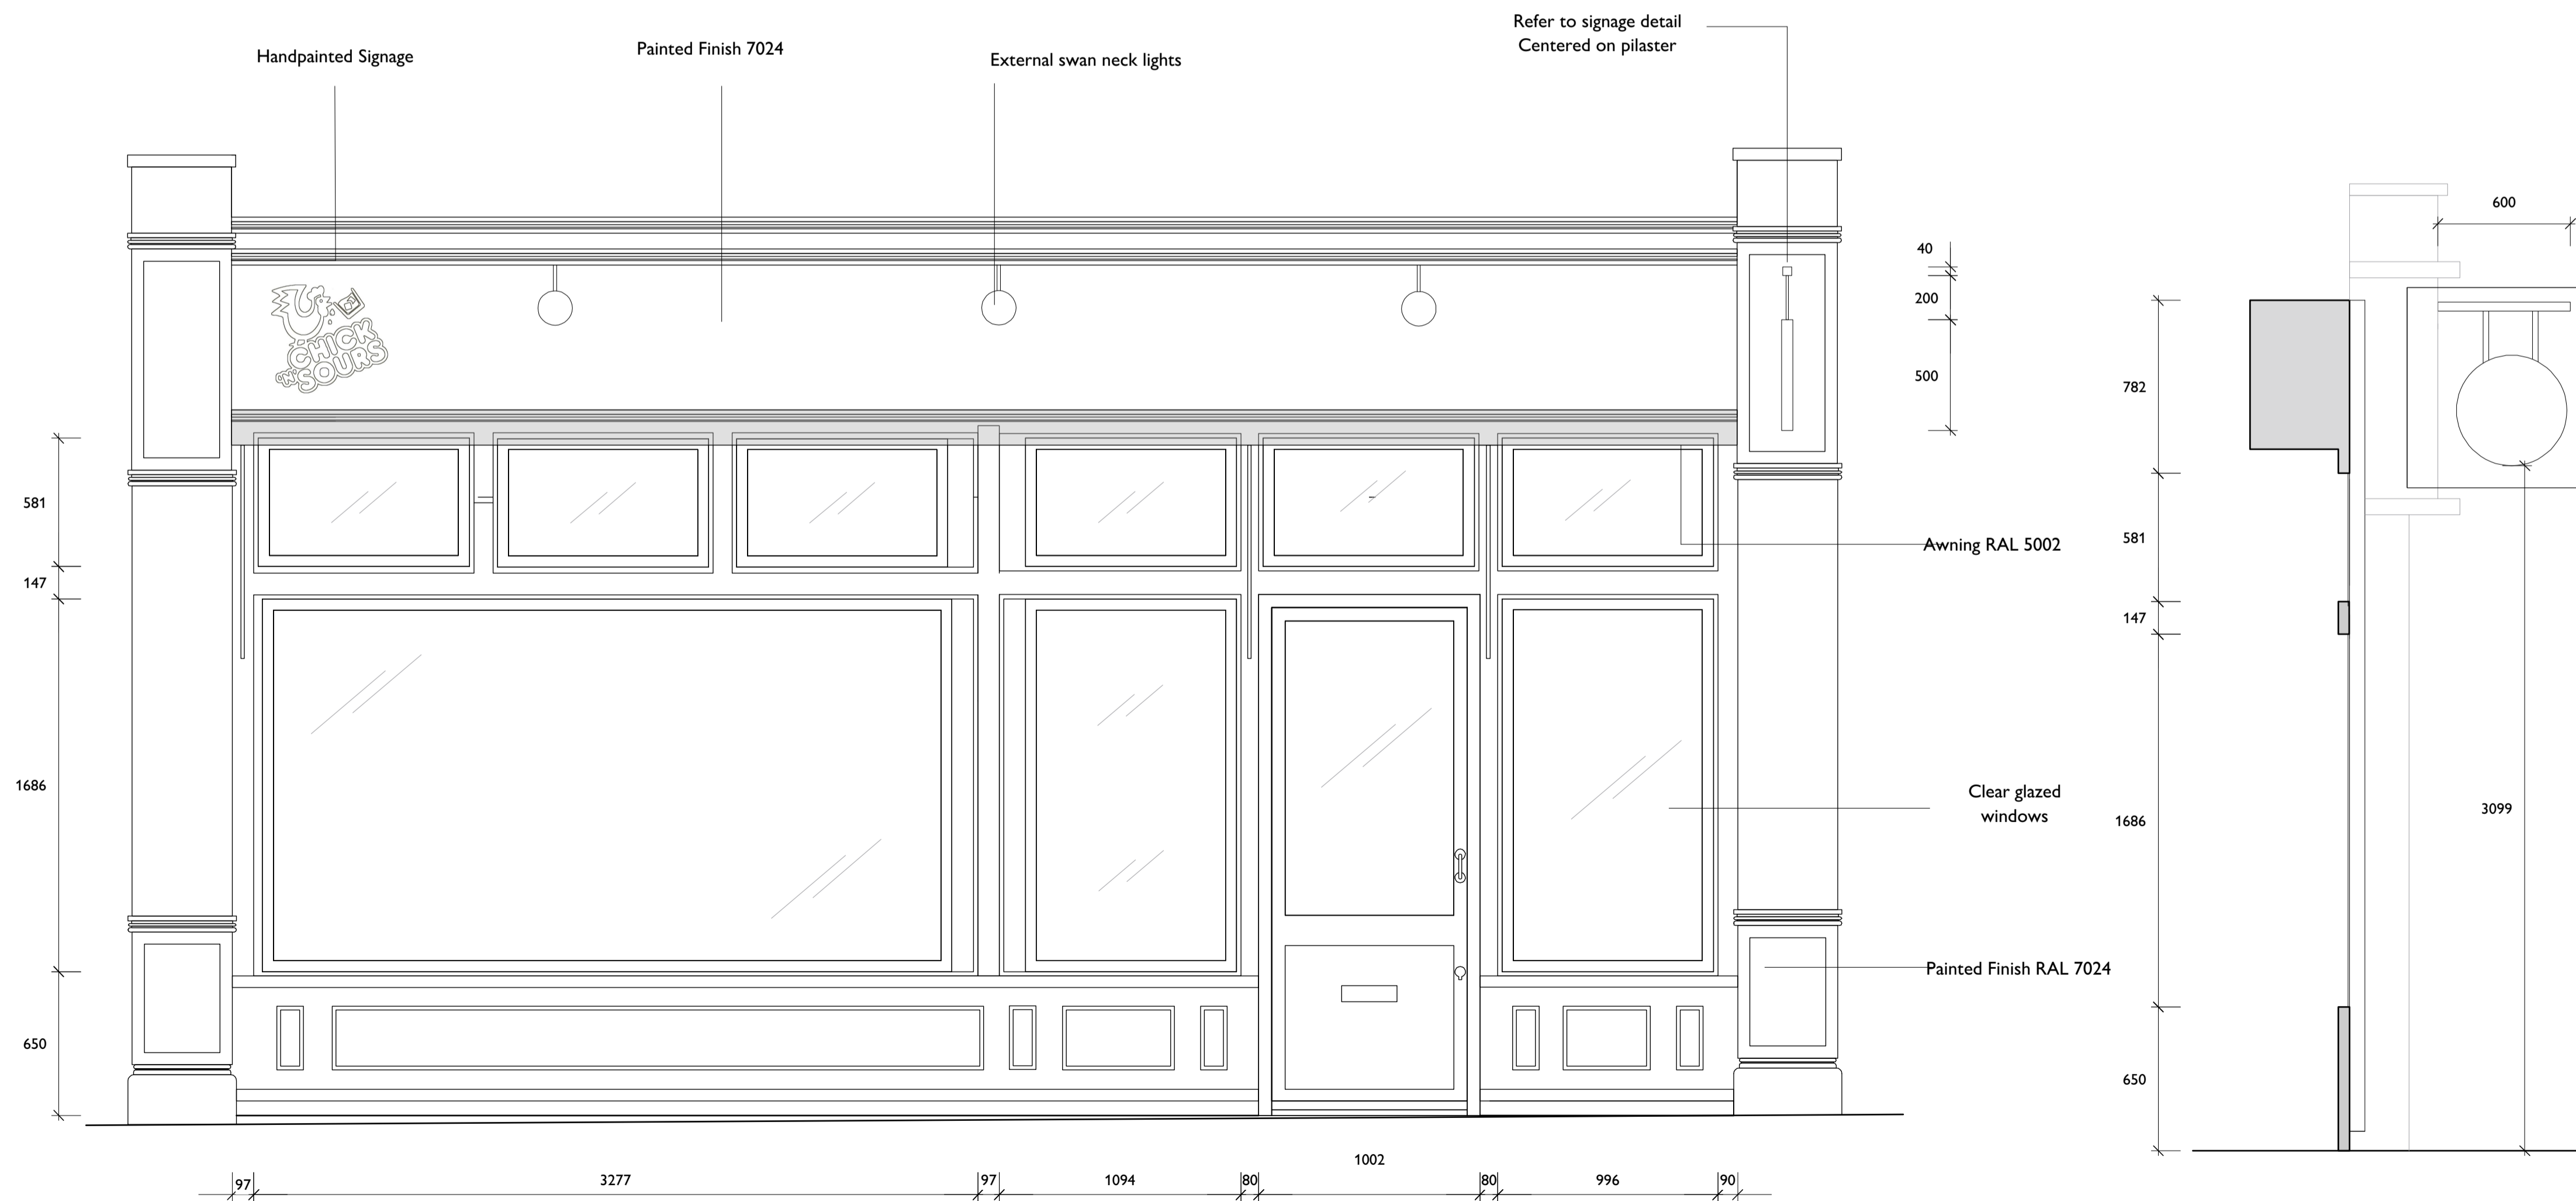 Refer to signage detail
Centered on pilaster
Handpainted Signage
Painted Finish 7024
External swan neck lights
CHICK
'N'
SOURS
40
200
500
600
782
581
147
1686
650
581
147
1686
650
3099
Awning RAL 5002
Clear glazed
windows
Painted Finish RAL 7024
97
3277
97
1094
80
1002
80
996
90